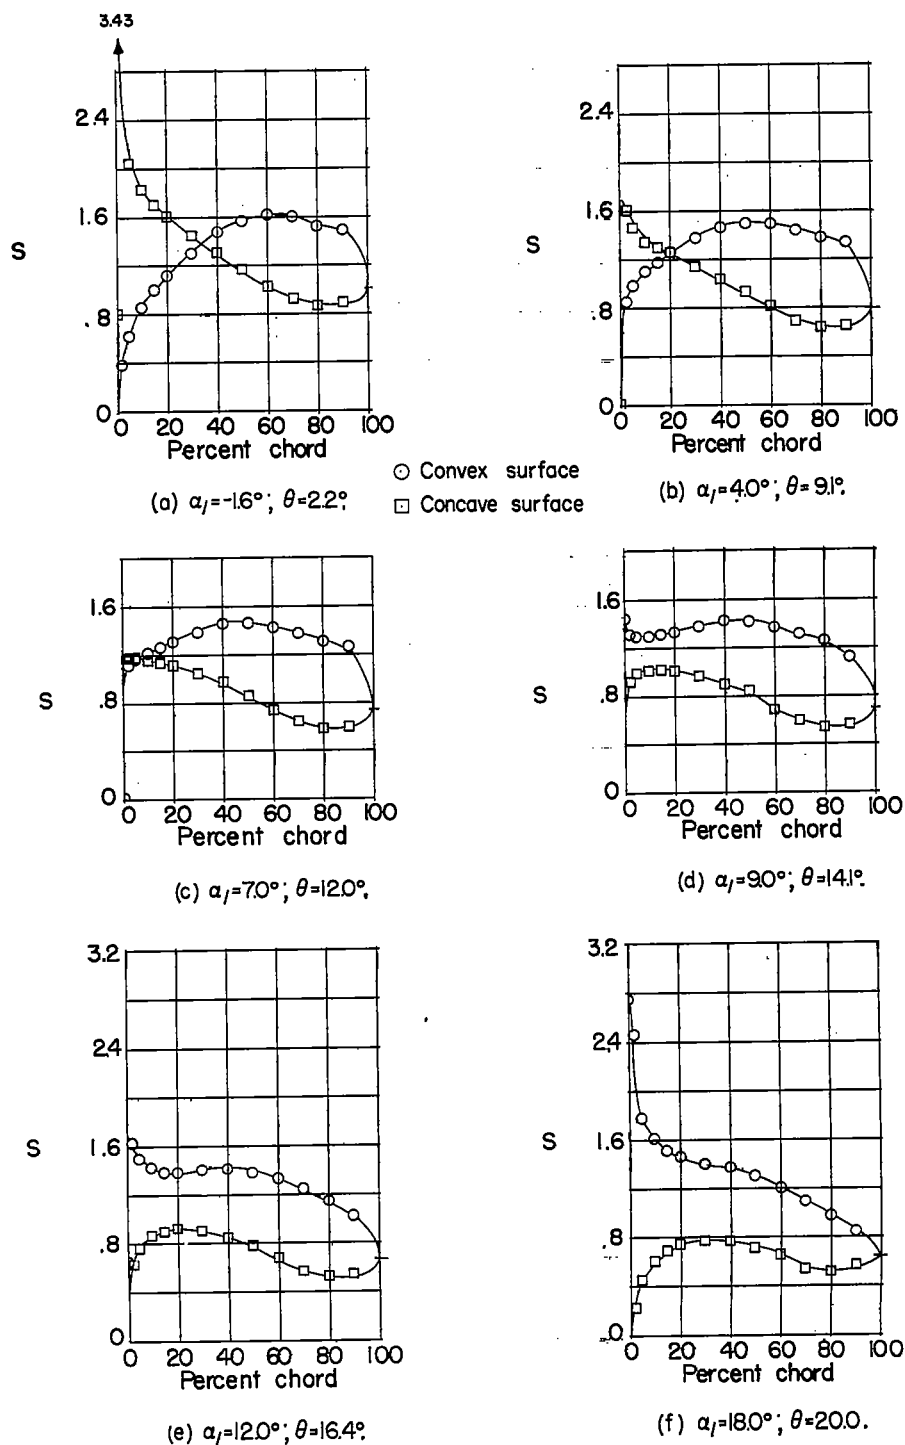 3.43
2.4
1.6
S
.8
0
0 20 40 60 80 100
Percent chord
(a) α₁=-1.6°; θ=2.2°.
2.4
1.6
S
.8
0
0 20 40 60 80 100
Percent chord
(b) α₁=4.0°; θ=9.1°.
Convex surface
Concave surface
1.6
S
.8
0
0 20 40 60 80 100
Percent chord
(c) α₁=7.0°; θ=12.0°.
1.6
S
.8
0
0 20 40 60 80 100
Percent chord
(d) α₁=9.0°; θ=14.1°.
3.2
2.4
1.6
S
.8
0
0 20 40 60 80 100
Percent chord
(e) α₁=12.0°; θ=16.4°.
3.2
2.4
1.6
S
.8
.0
0 20 40 60 80 100
Percent chord
(f) α₁=18.0°; θ=20.0.